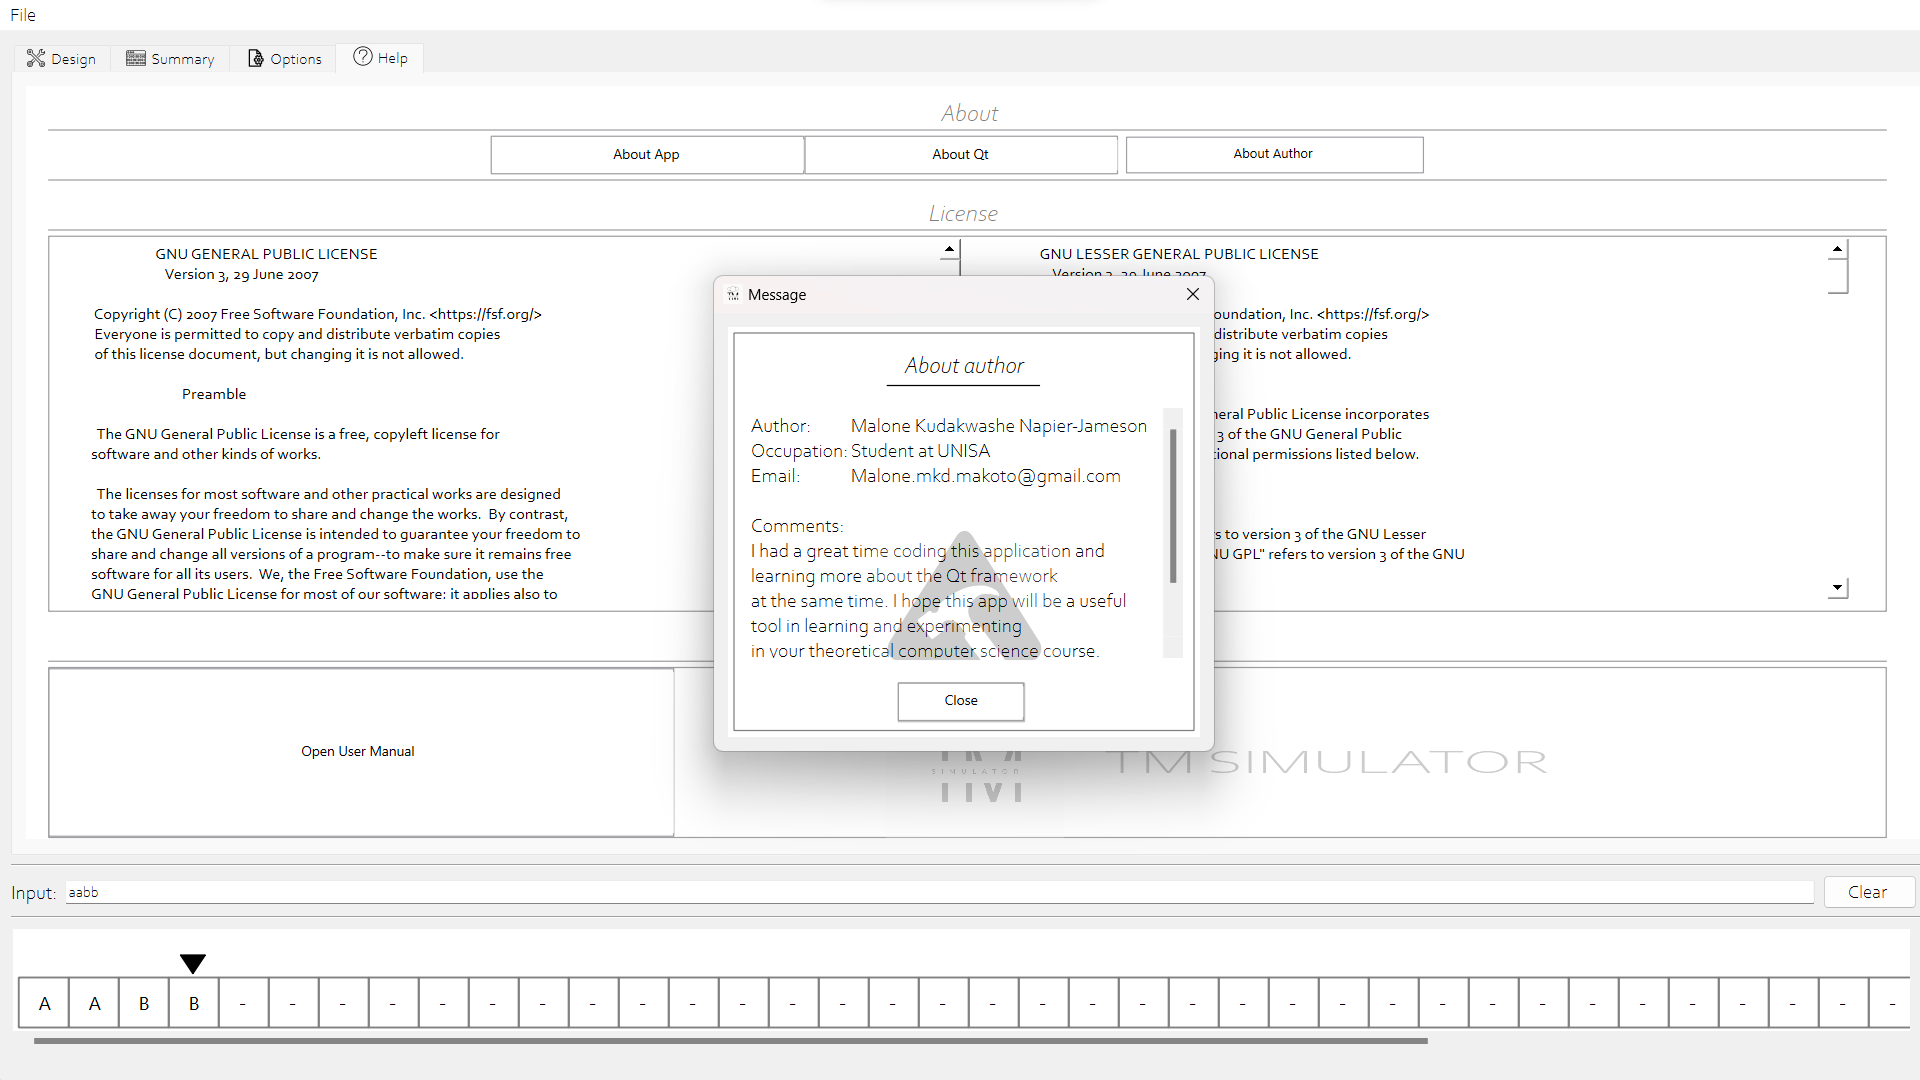 File
Design Summary Options Help
About
About App About Qt About Author
License
GNU GENERAL PUBLIC LICENSE
Version 3, 29 June 2007
Copyright (C) 2007 Free Software Foundation, Inc. <https://fsf.org/>
Everyone is permitted to copy and distribute verbatim copies
of this license document, but changing it is not allowed.
Preamble
The GNU General Public License is a free, copyleft license for
software and other kinds of works.
The licenses for most software and other practical works are designed
to take away your freedom to share and change the works.  By contrast,
the GNU General Public License is intended to guarantee your freedom to
share and change all versions of a program--to make sure it remains free
software for all its users.  We, the Free Software Foundation, use the
GNU General Public License for most of our software; it applies also to
GNU LESSER GENERAL PUBLIC LICENSE
Version 3, 29 June 2007
oundation, Inc. <https://fsf.org/>
distribute verbatim copies
ging it is not allowed.
neral Public License incorporates
3 of the GNU General Public
ional permissions listed below.
s to version 3 of the GNU Lesser
NU GPL" refers to version 3 of the GNU
Message
About author
Author: Malone Kudakwashe Napier-Jameson
Occupation: Student at UNISA
Email: Malone.mkd.makoto@gmail.com
Comments:
I had a great time coding this application and
learning more about the Qt framework
at the same time. I hope this app will be a useful
tool in learning and experimenting
in your theoretical computer science course.
Close
Open User Manual
TM
SIMULATOR
TM SIMULATOR
Input: aabb Clear
A A B B - - - - - - - - - - - - - - - - - - - - - - - - - - - - - - - - - -